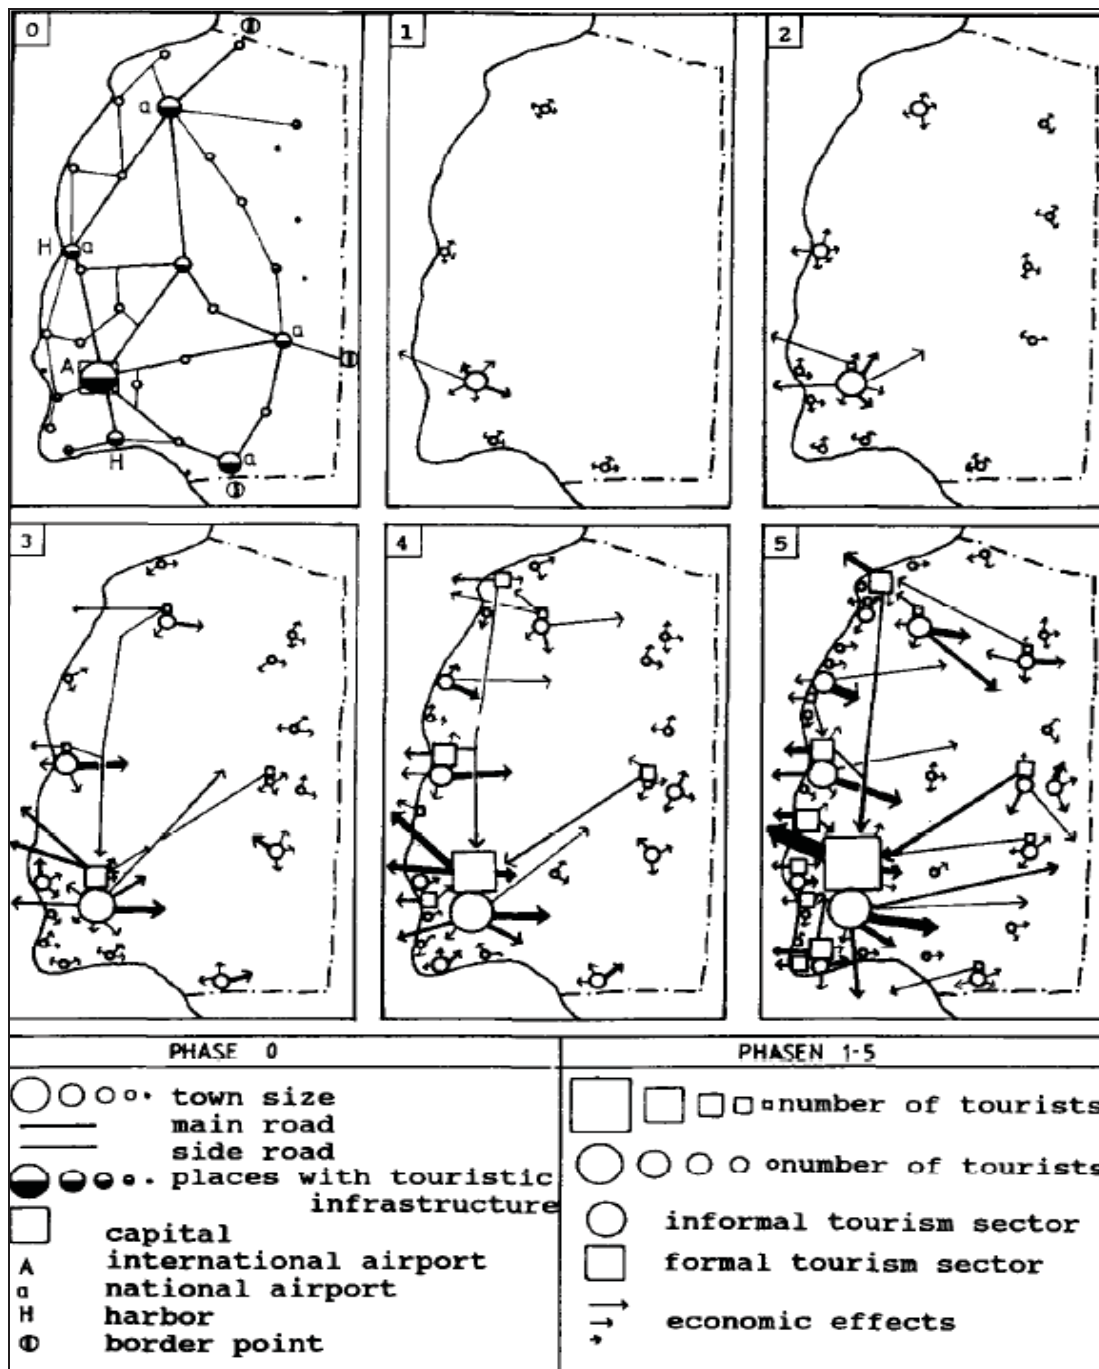 0
1
2
a
H a
a
A
H
a
3
4
5
PHASE 0
town size
main road
side road
places with touristic
infrastructure
capital
A international airport
a national airport
H harbor
border point
PHASEN 1-5
number of tourists
number of tourists
informal tourism sector
formal tourism sector
economic effects